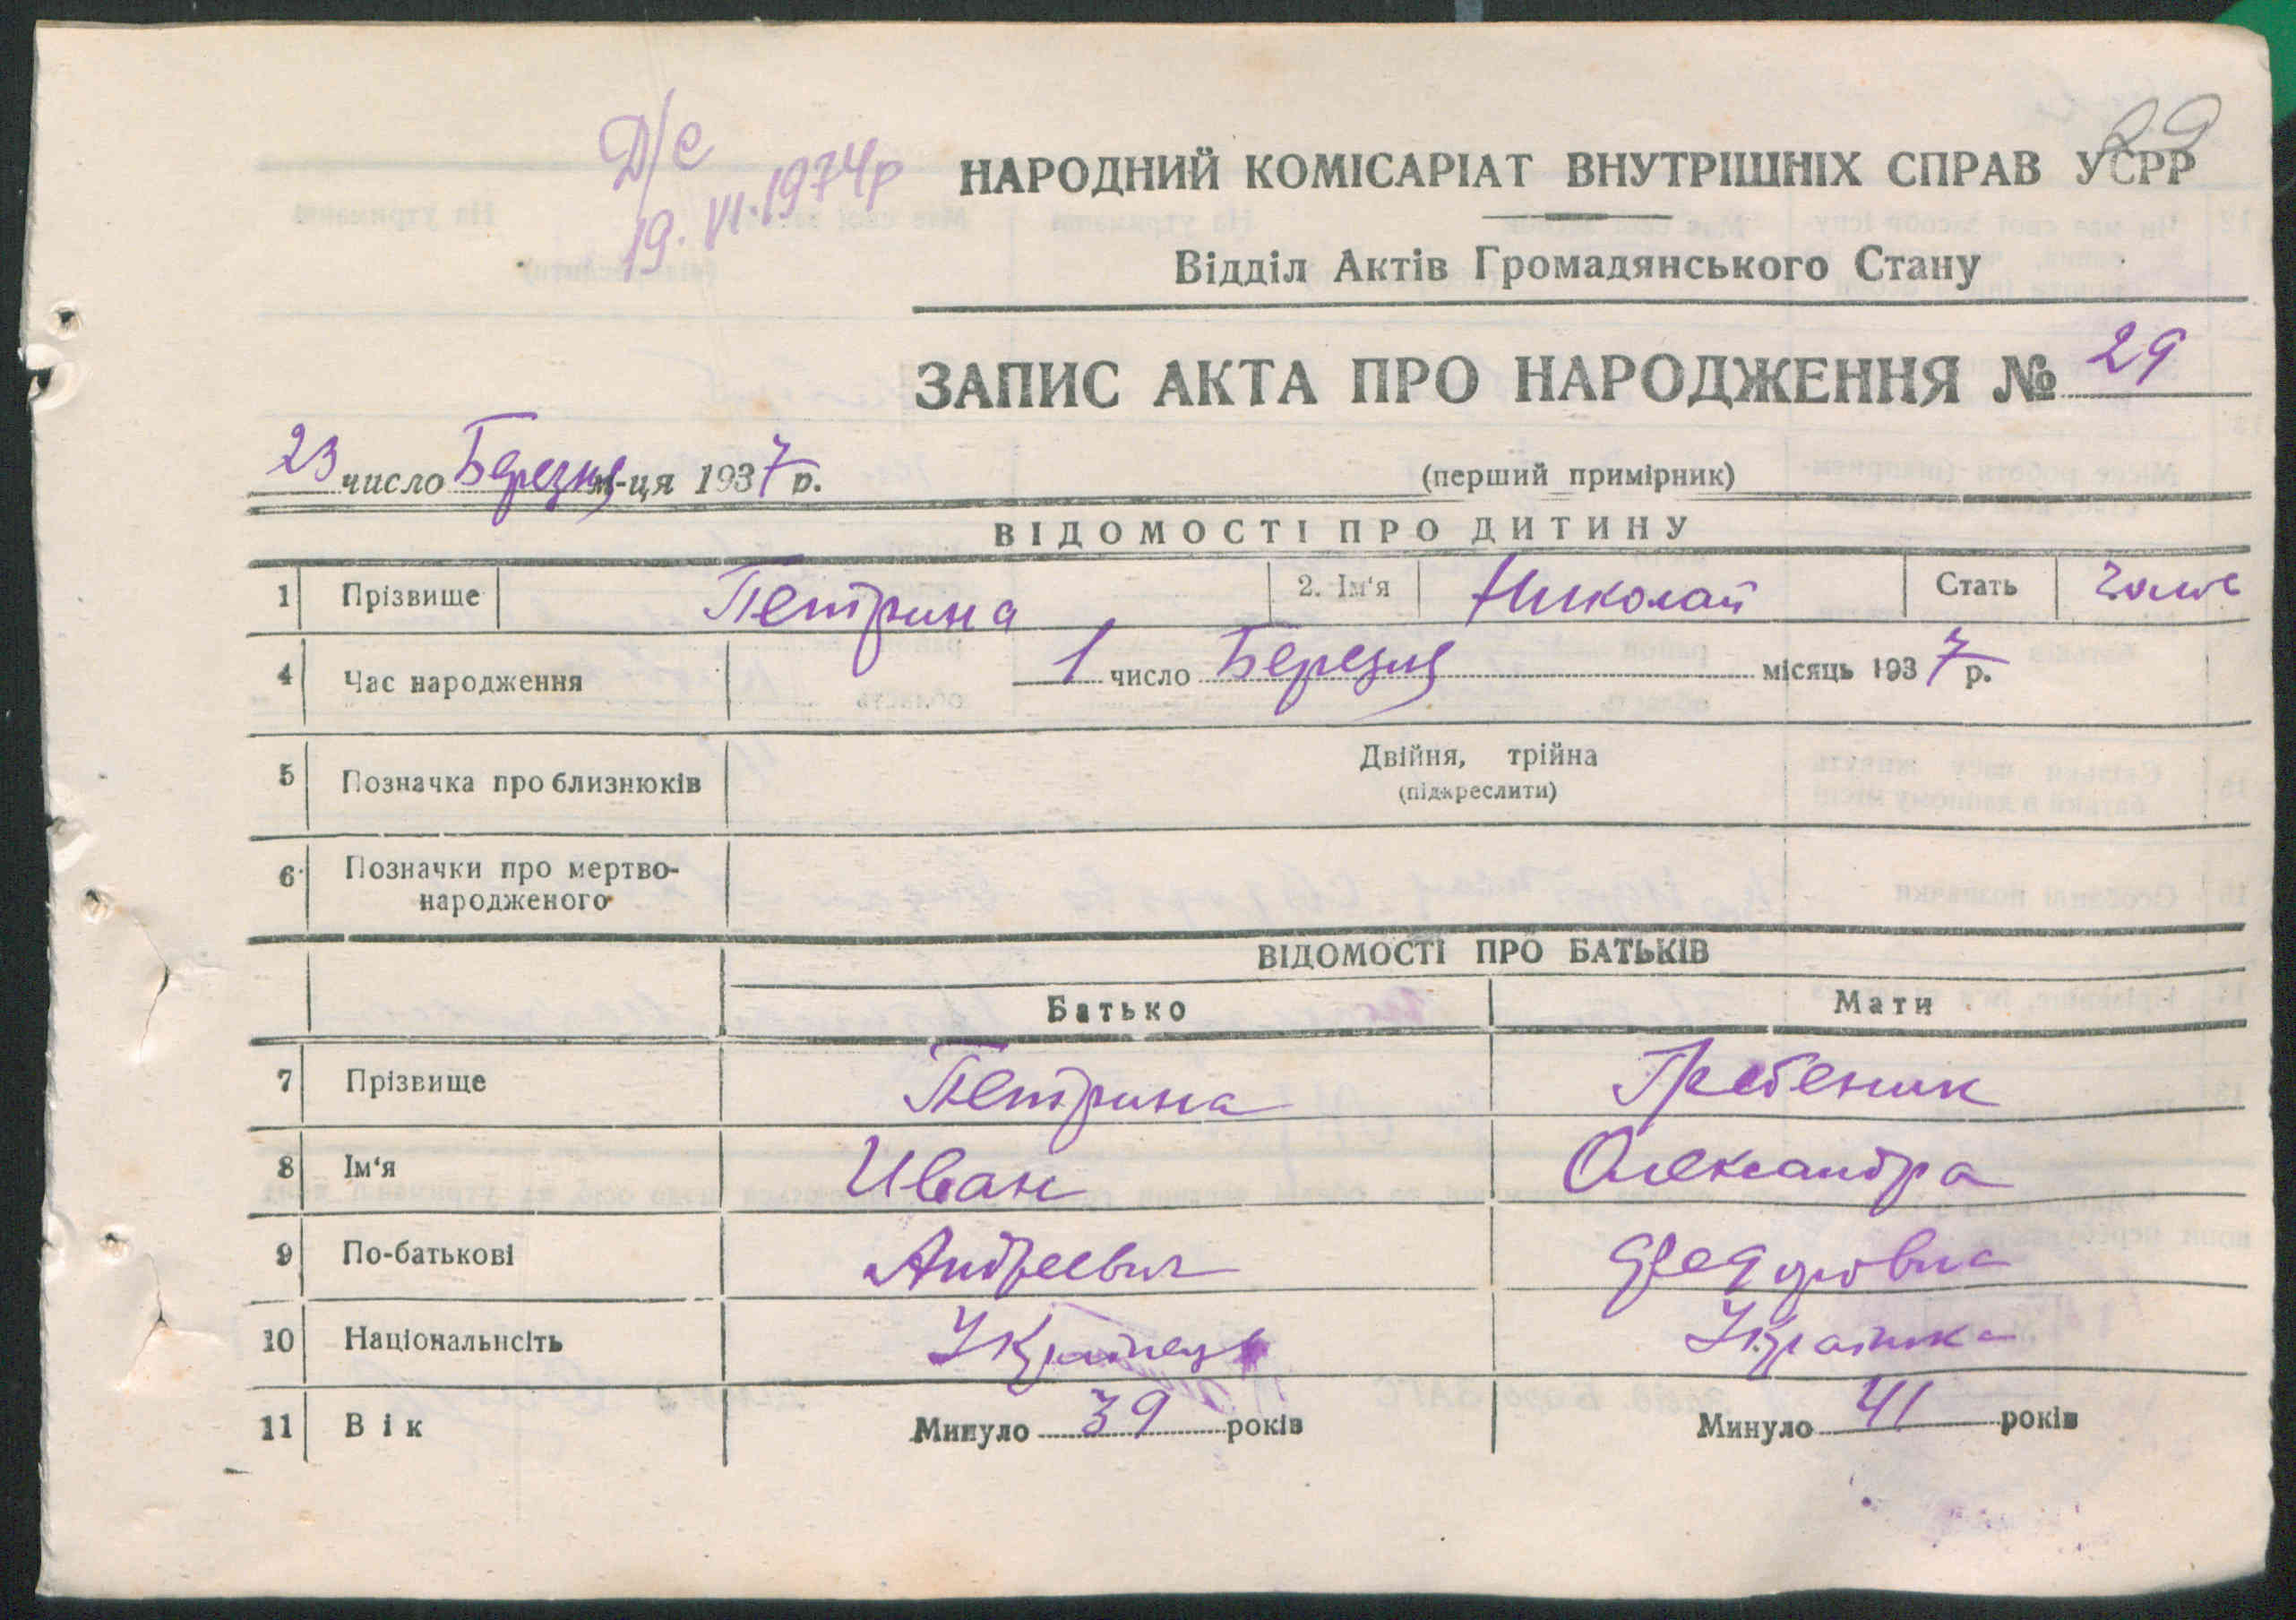 29
Д/с
19.VI.1974р
НАРОДНИЙ КОМІСАРІАТ ВНУТРІШНІХ СПРАВ УСРР
Відділ Актів Громадянського Стану
ЗАПИС АКТА ПРО НАРОДЖЕННЯ № 29
23 число Березня м-ця 1937 р.
(перший примірник)
ВІДОМОСТІ ПРО ДИТИНУ
1 Прізвище Петрина 2. Ім'я Николай Стать чолов
4 Час народження 1 число Березня місяць 1937 р.
5 Позначка про близнюків Двійня, трійна
(підкреслити)
6 Позначки про мертво-
народженого
ВІДОМОСТІ ПРО БАТЬКІВ
Батько Мати
7 Прізвище Петрина Гребеник
8 Ім'я Иван Олександра
9 По-батькові Андреевич Федоровна
10 Національнсіть Українець Українка
11 Вік Минуло 39 років Минуло 41 років